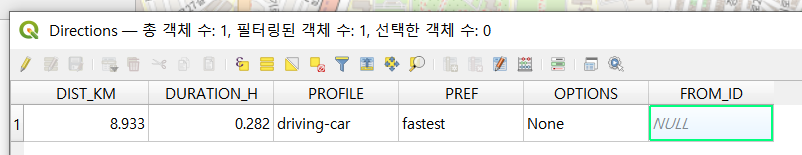 Directions — 총 객체 수: 1, 필터링된 객체 수: 1, 선택한 객체 수: 0
DIST_KM DURATION_H PROFILE PREF OPTIONS FROM_ID
1 8.933 0.282 driving-car fastest None NULL